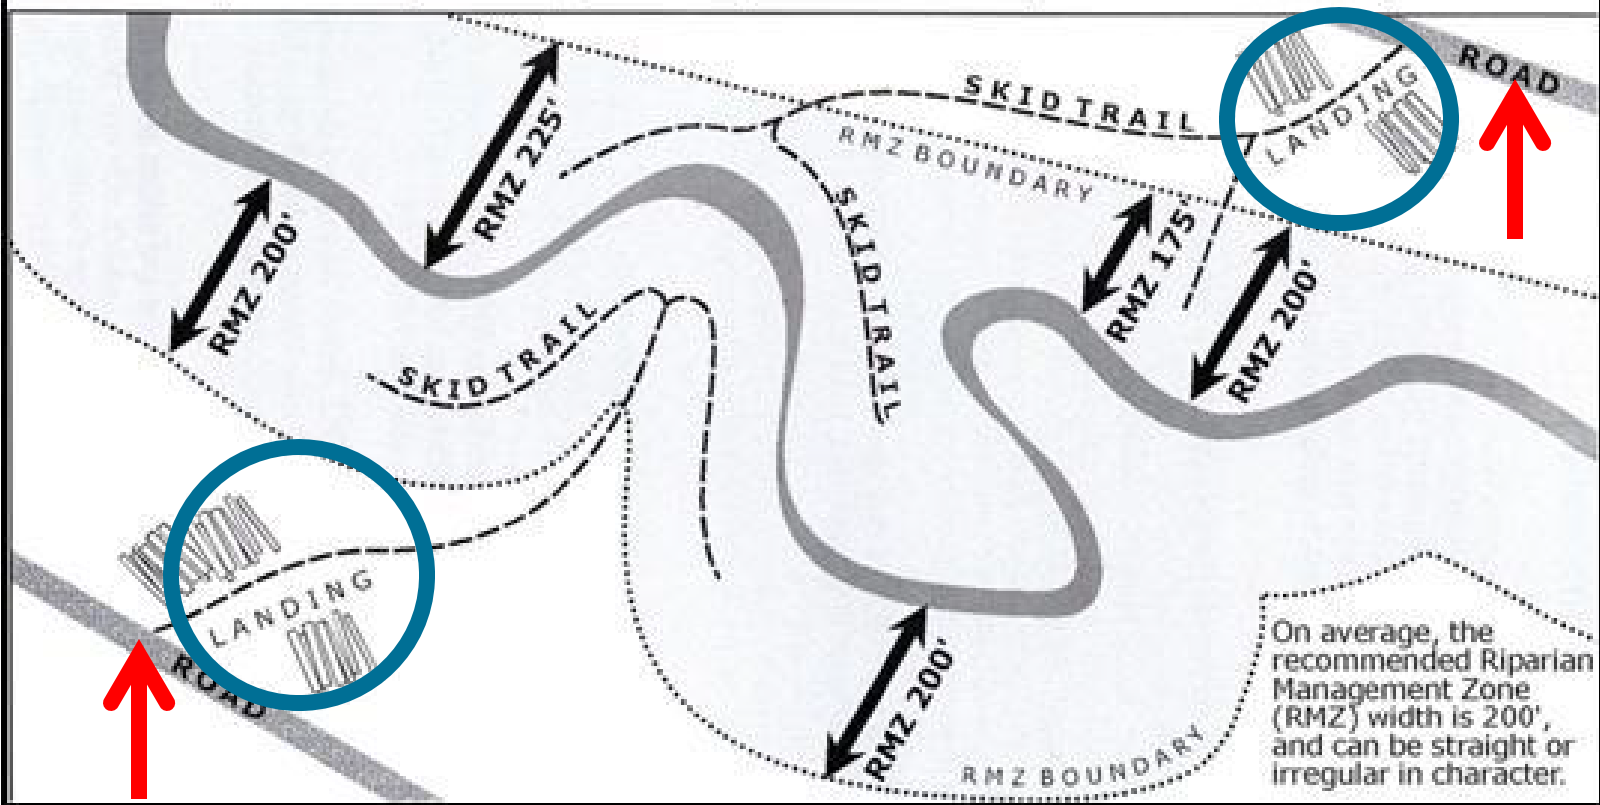 ROAD
SKID TRAIL
LANDING
RMZ 225'
RMZ BOUNDARY
SKID TRAIL
RMZ 175'
RMZ 200'
RMZ 200'
SKID TRAIL
LANDING
ROAD
RMZ 200'
RMZ BOUNDARY
On average, the
recommended Riparian
Management Zone
(RMZ) width is 200',
and can be straight or
irregular in character.